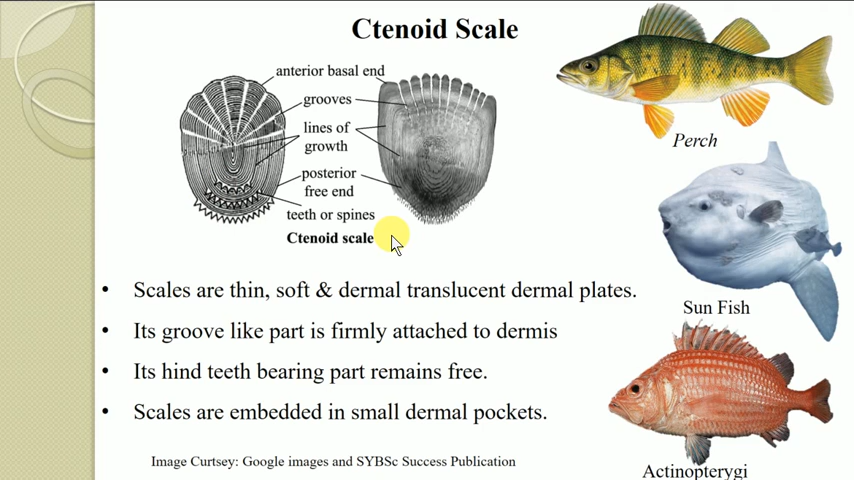 Ctenoid Scale
anterior basal end
grooves
lines of
growth
posterior
free end
teeth or spines
Ctenoid scale
Perch
Sun Fish
Actinopterygi
• Scales are thin, soft & dermal translucent dermal plates.
• Its groove like part is firmly attached to dermis
• Its hind teeth bearing part remains free.
• Scales are embedded in small dermal pockets.
Image Curtsey: Google images and SYBSc Success Publication